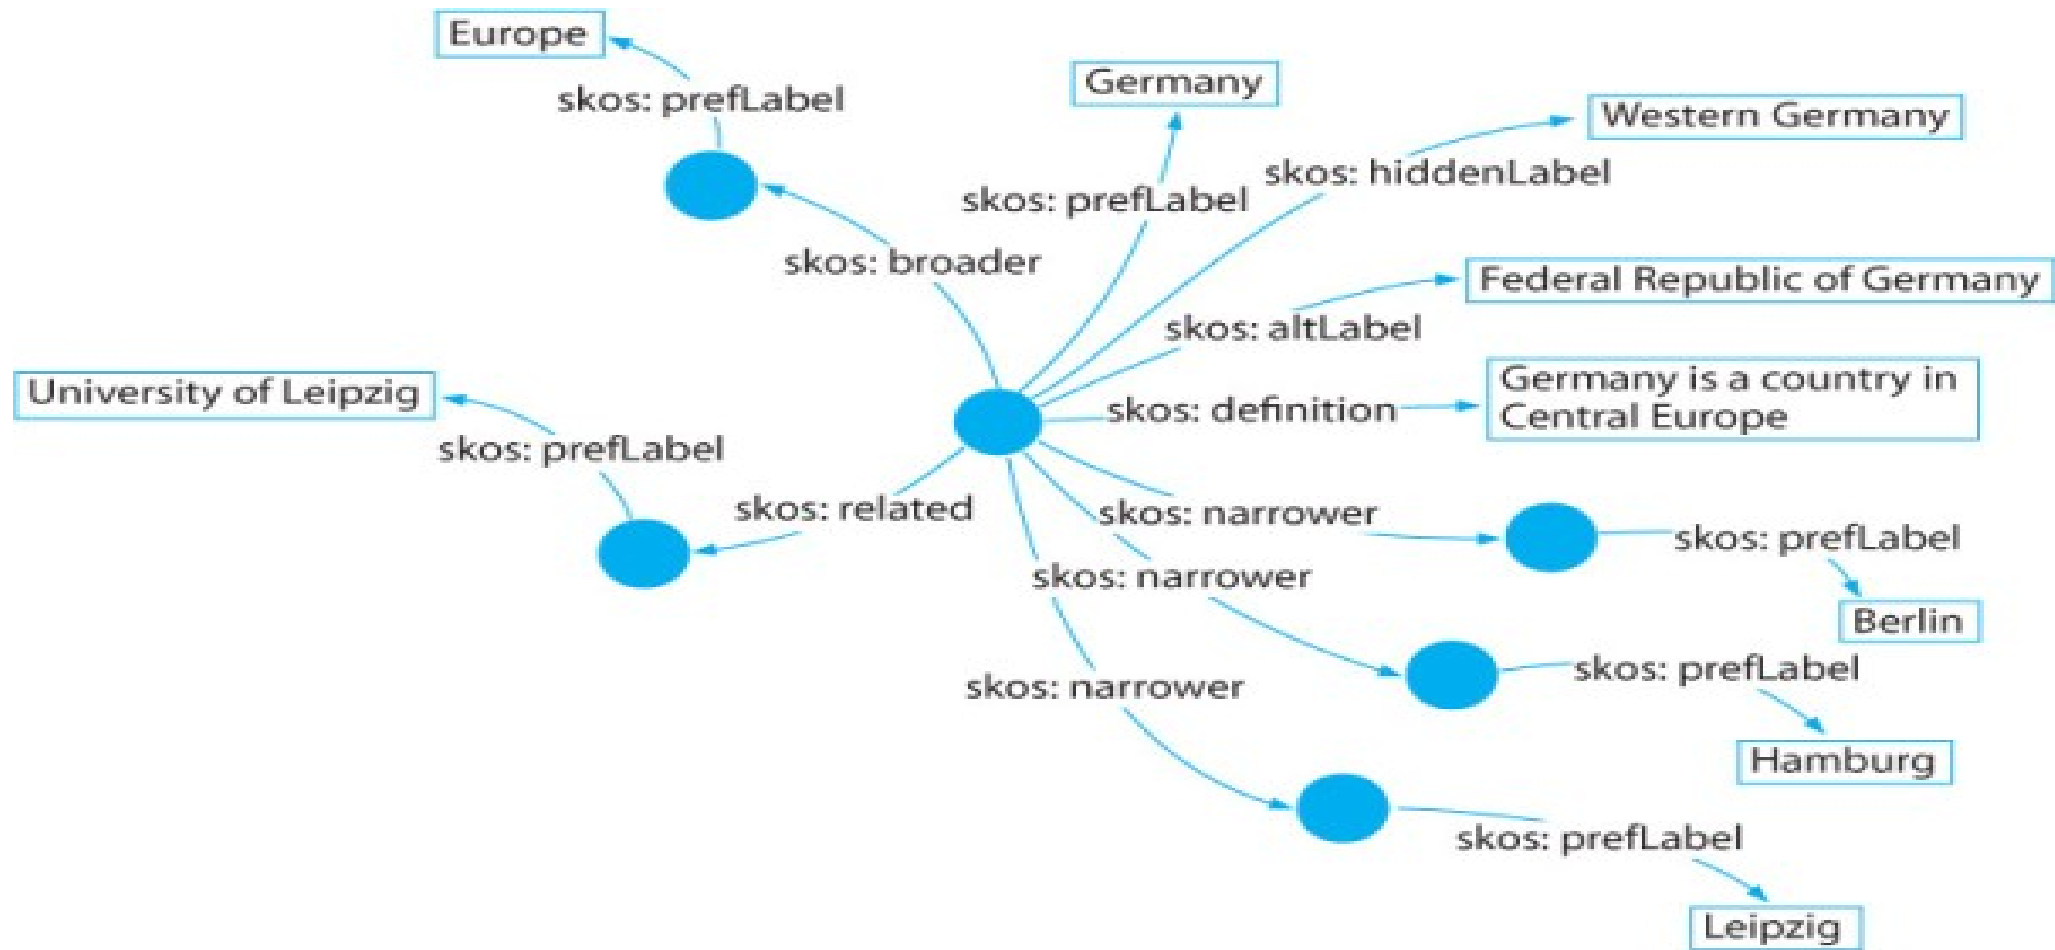 Europe
skos: prefLabel
Germany
Western Germany
skos: hiddenLabel
skos: prefLabel
skos: broader
Federal Republic of Germany
skos: altLabel
University of Leipzig
skos: prefLabel
Germany is a country in
Central Europe
skos: definition
skos: related
skos: narrower
skos: prefLabel
Berlin
skos: narrower
skos: prefLabel
Hamburg
skos: narrower
skos: prefLabel
Leipzig